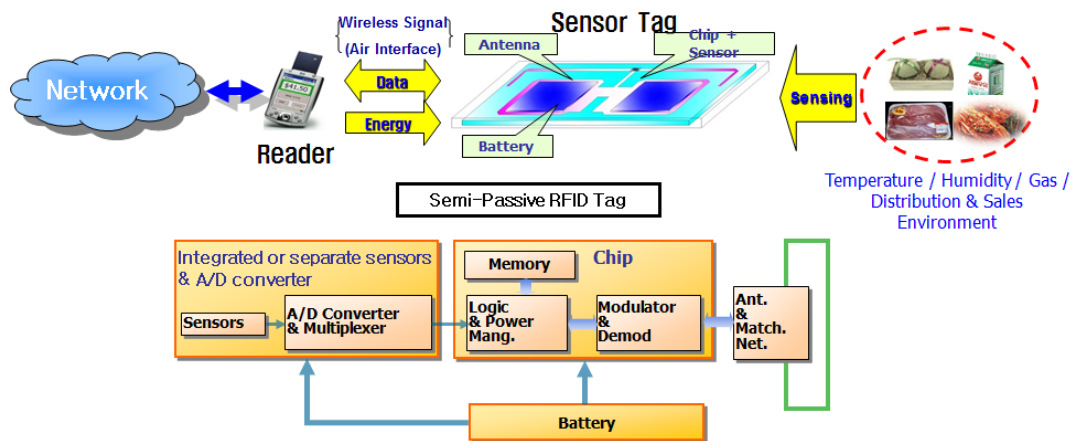 Sensor Tag
Wireless Signal
(Air Interface)
Antenna
Chip +
Sensor
Network
$41.50
Data
Energy
Sensing
Reader
Battery
Temperature / Humidity / Gas /
Distribution & Sales
Environment
Semi-Passive RFID Tag
Integrated or separate sensors
& A/D converter
Sensors
A/D Converter
& Multiplexer
Chip
Memory
Logic
& Power
Mang.
Modulator
&
Demod
Ant.
&
Match.
Net.
Battery